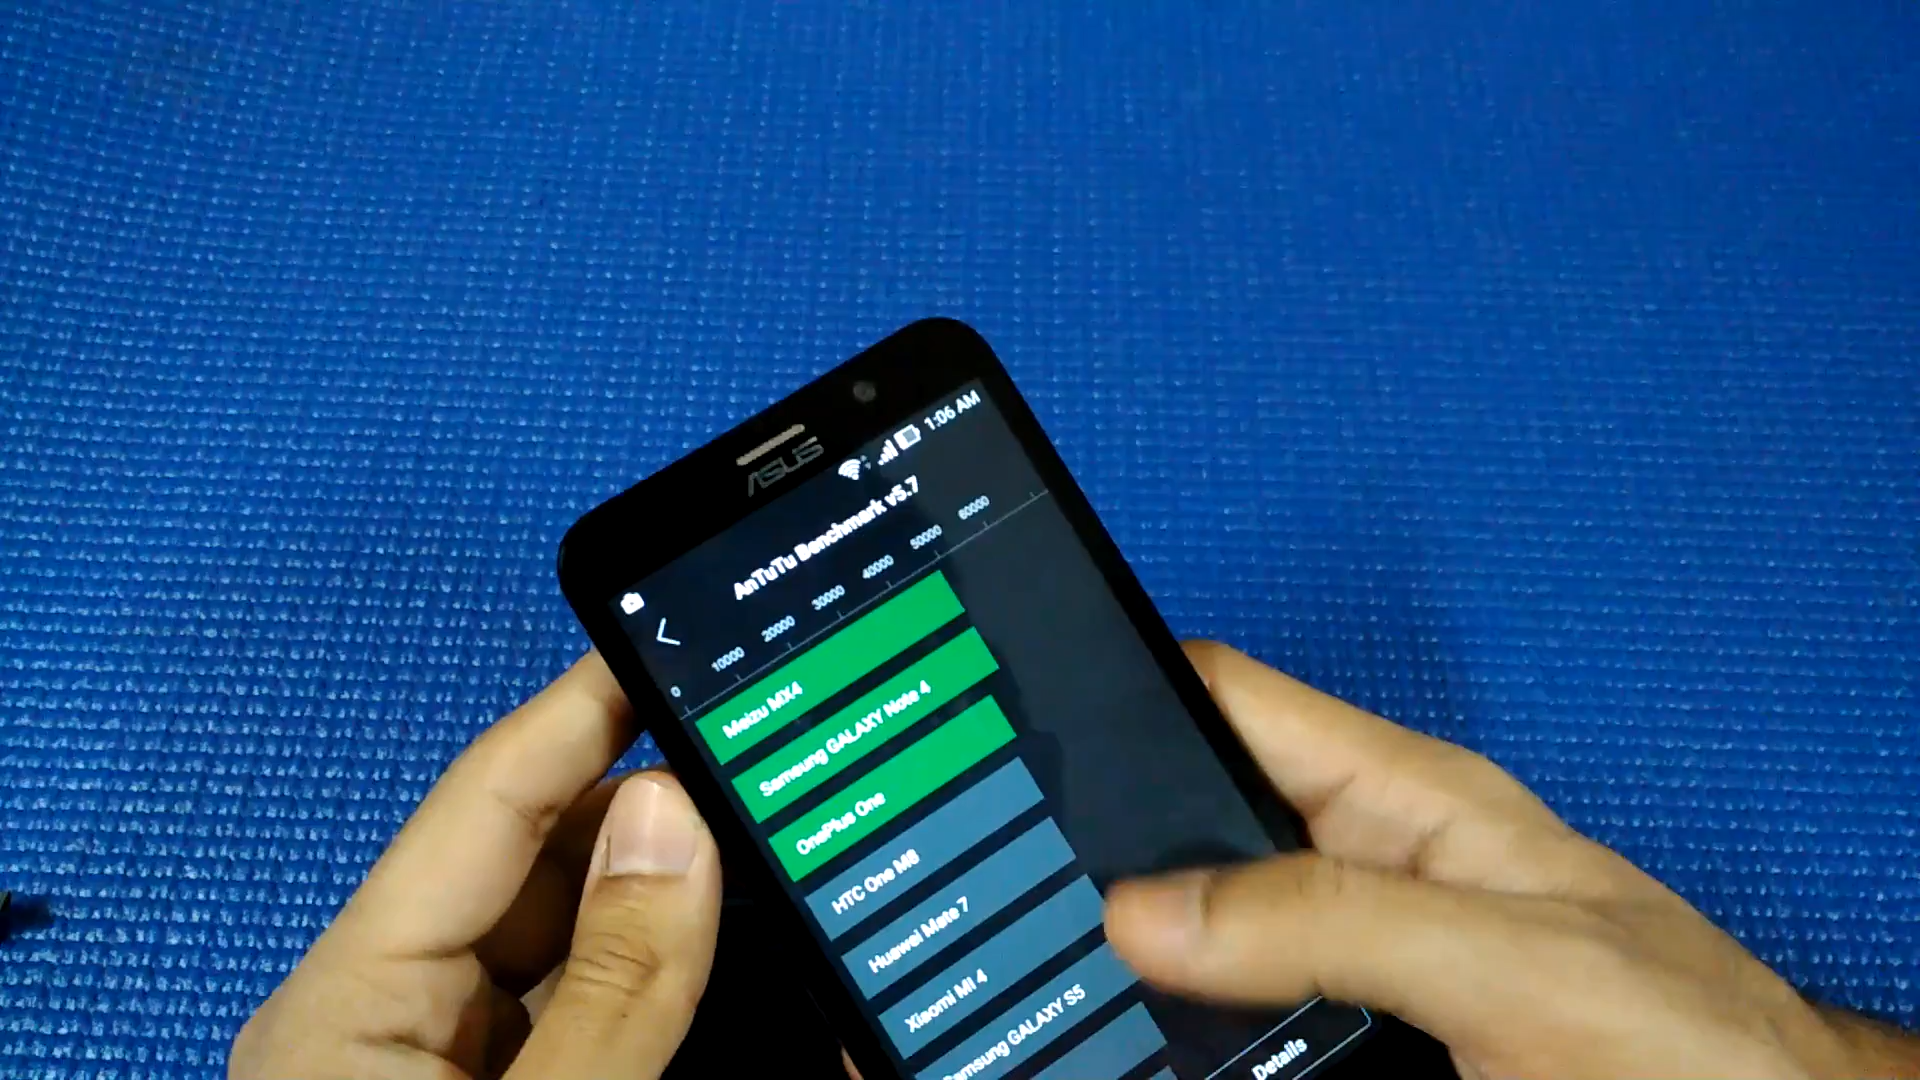 ASUS
1:06 AM
AnTuTu Benchmark v5.7
0 10000 20000 30000 40000 50000 60000
Meizu MX4
Samsung GALAXY Note 4
OnePlus One
HTC One M8
Huawei Mate 7
Xiaomi MI 4
Samsung GALAXY S5
Details